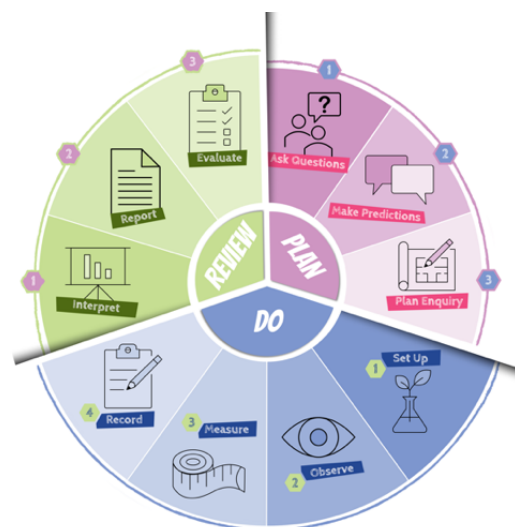 PLAN
1
Ask Questions
?
2
Make Predictions
3
Plan Enquiry
DO
1
Set Up
2
Observe
3
Measure
4
Record
REVIEW
1
Interpret
2
Report
3
Evaluate